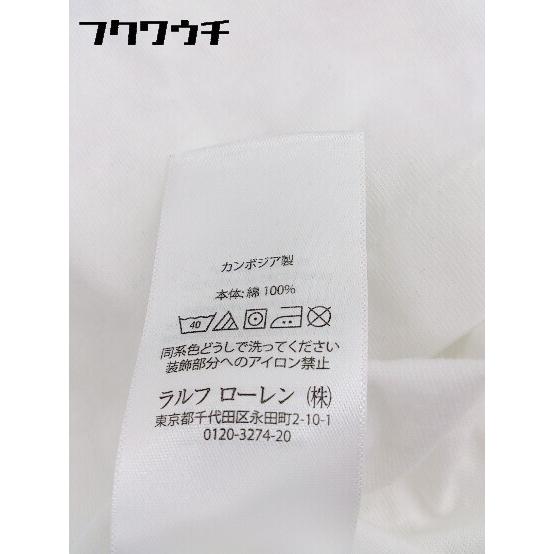 フクワウチ
カンボジア製
本体: 綿 100%
40
同系色どうしで洗ってください
装飾部分へのアイロン禁止
ラルフ ローレン (株)
東京都千代田区永田町2-10-1
0120-3274-20